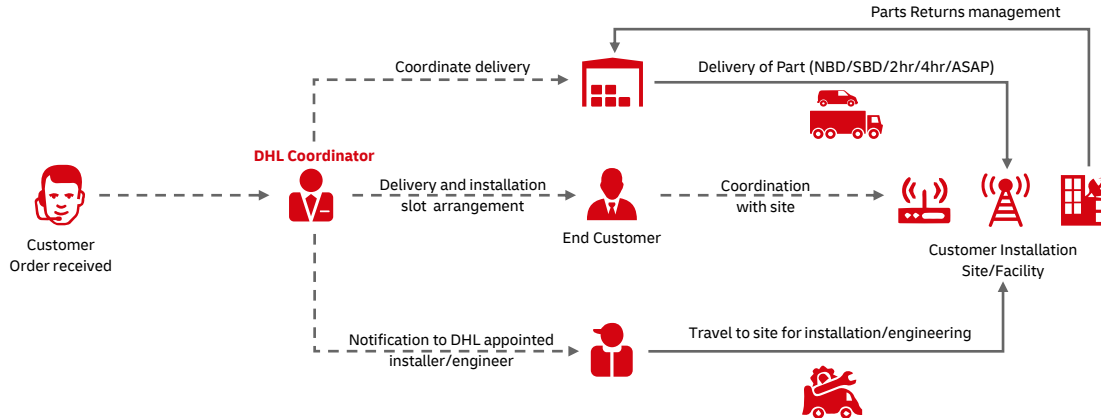 Parts Returns management
Coordinate delivery
Delivery of Part (NBD/SBD/2hr/4hr/ASAP)
DHL Coordinator
Delivery and installation
slot arrangement
Coordination
with site
Customer
Order received
End Customer
Customer Installation
Site/Facility
Notification to DHL appointed
installer/engineer
Travel to site for installation/engineering